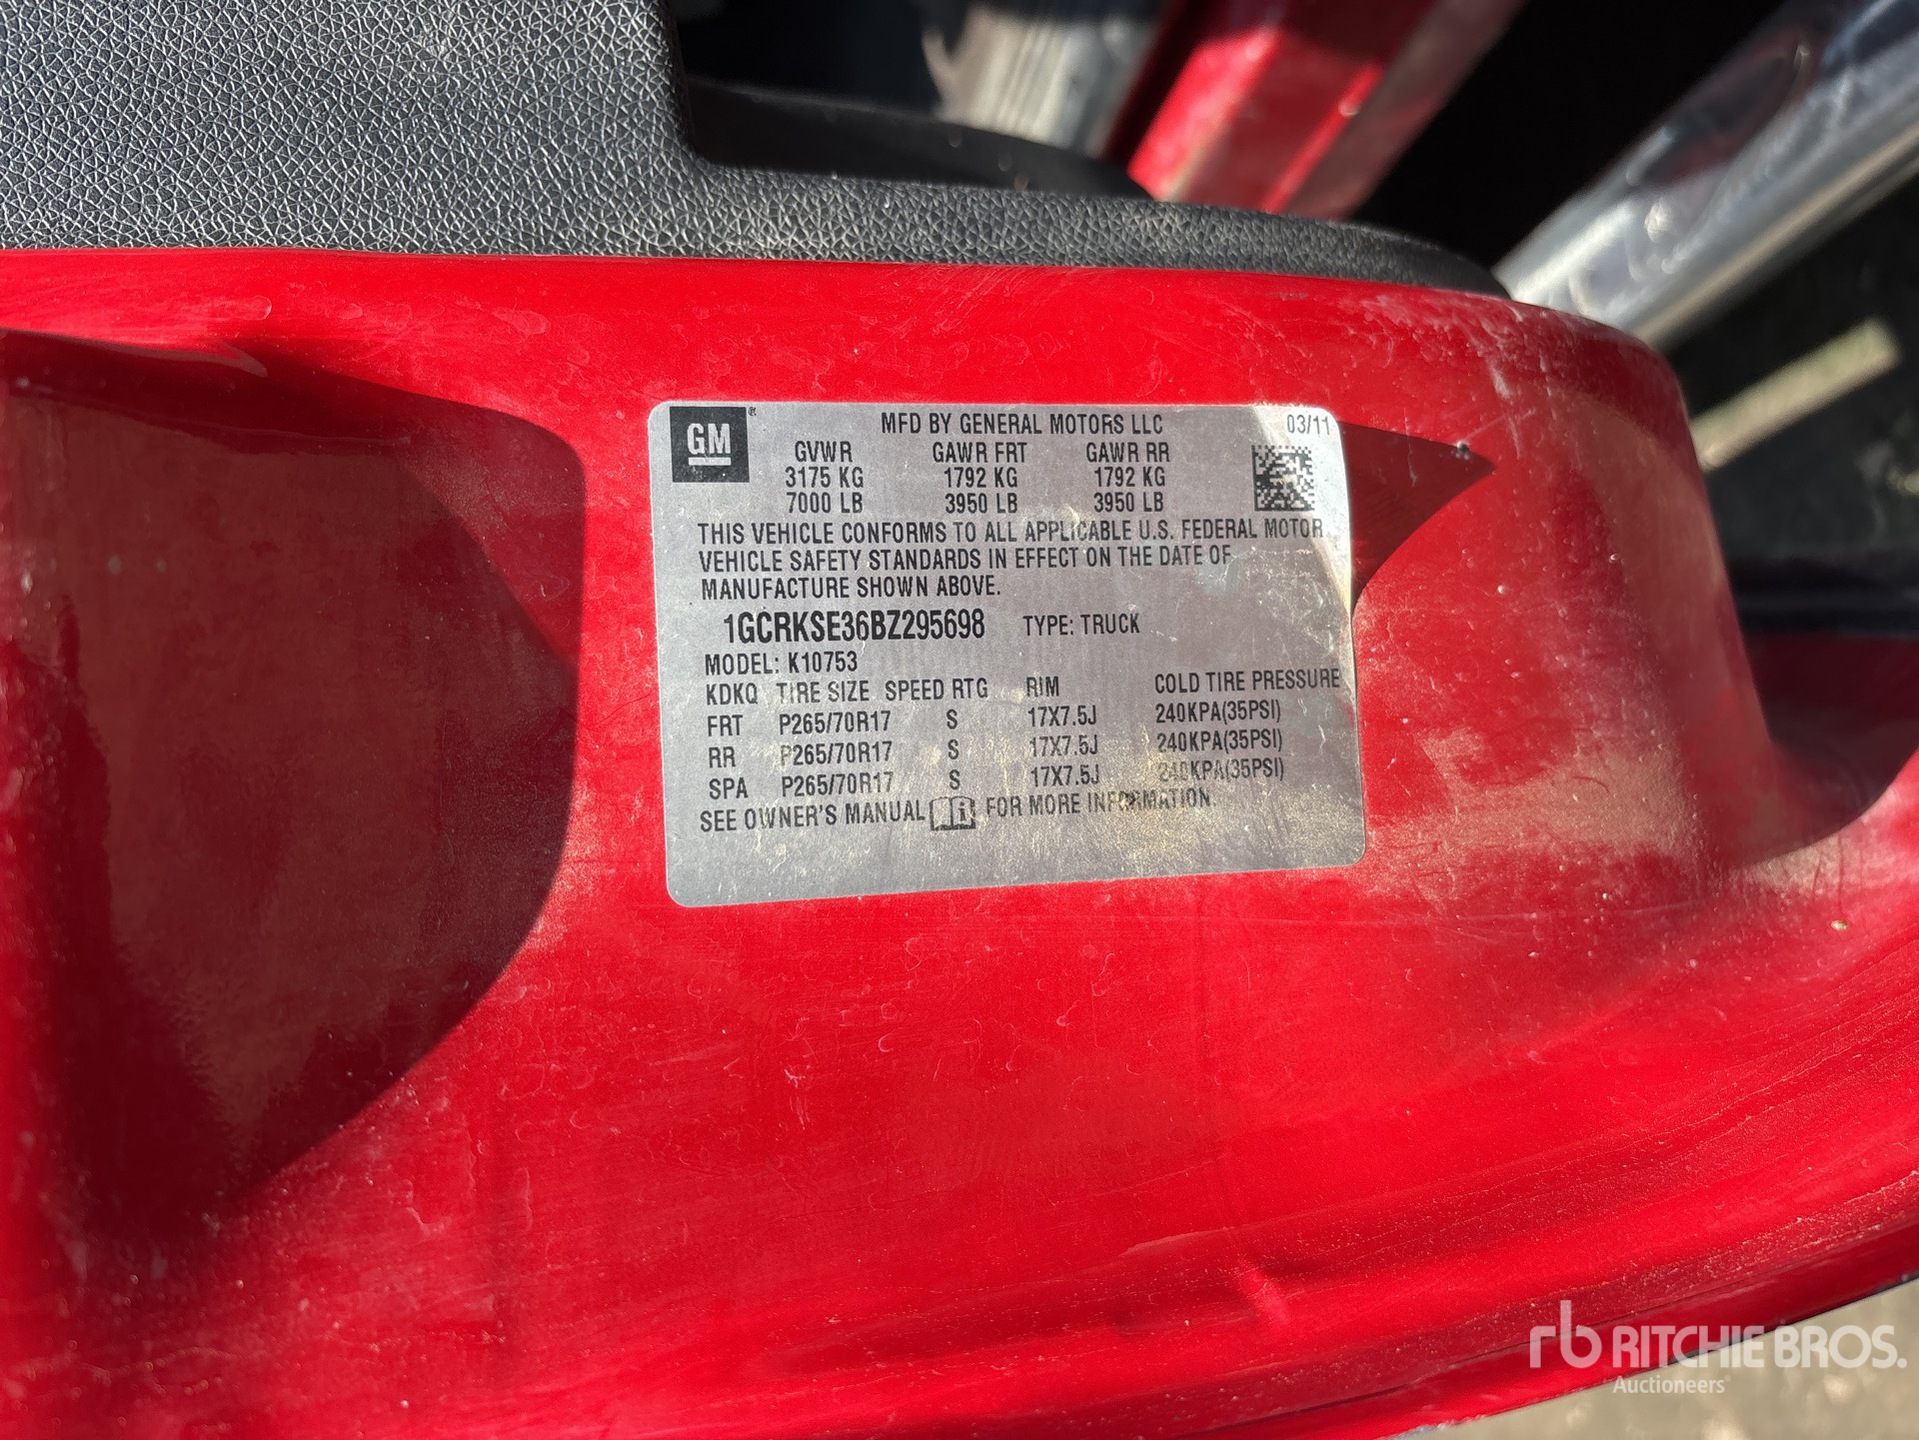 GM ®
MFD BY GENERAL MOTORS LLC 03/11
GVWR GAWR FRT GAWR RR
3175 KG 1792 KG 1792 KG
7000 LB 3950 LB 3950 LB
THIS VEHICLE CONFORMS TO ALL APPLICABLE U.S. FEDERAL MOTOR
VEHICLE SAFETY STANDARDS IN EFFECT ON THE DATE OF
MANUFACTURE SHOWN ABOVE.
1GCRKSE36BZ295698 TYPE: TRUCK
MODEL: K10753
KDKQ TIRE SIZE SPEED RTG RIM COLD TIRE PRESSURE
FRT P265/70R17 S 17X7.5J 240KPA(35PSI)
RR P265/70R17 S 17X7.5J 240KPA(35PSI)
SPA P265/70R17 S 17X7.5J 240KPA(35PSI)
SEE OWNER'S MANUAL i FOR MORE INFORMATION.
rb RITCHIE BROS.
Auctioneers